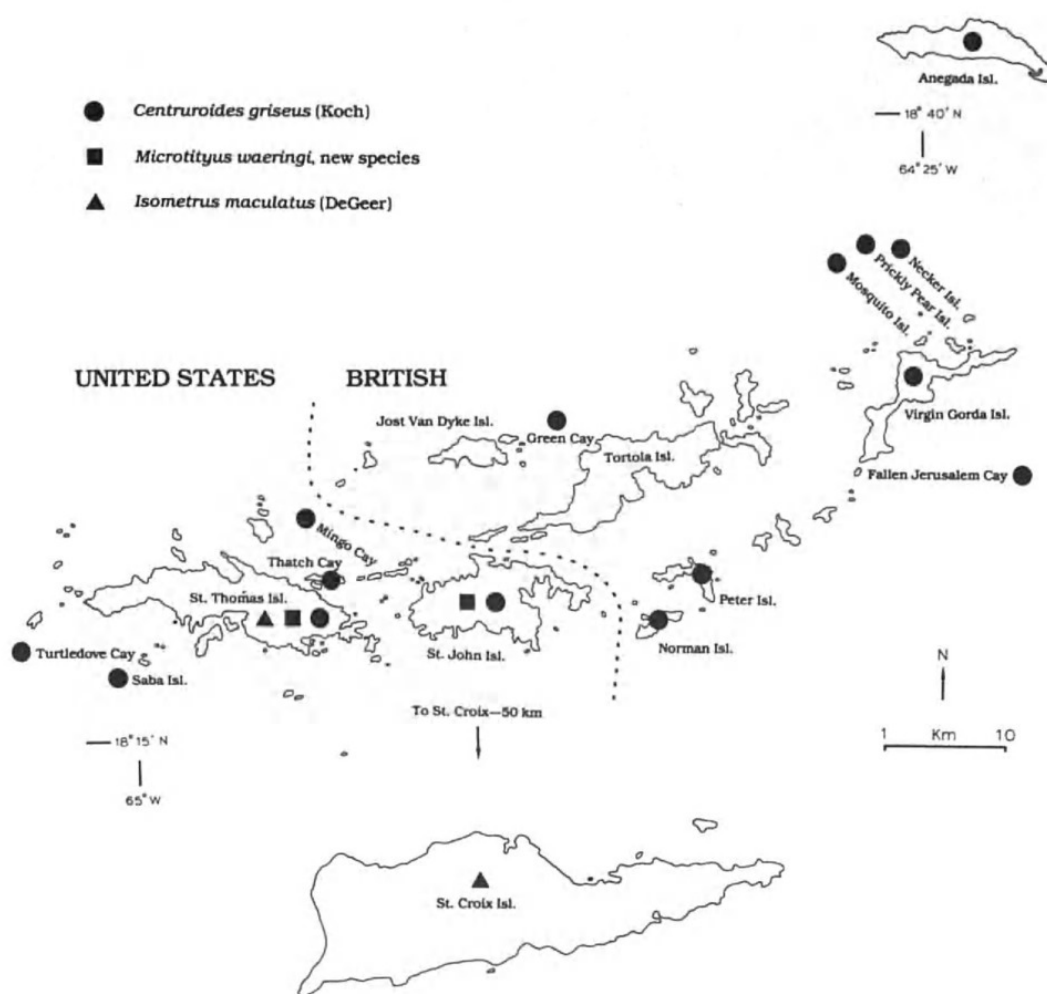 Anegada Isl.
18° 40' N
64° 25' W
Centruroides griseus (Koch)
Microtityus waeringi, new species
Isometrus maculatus (DeGeer)
Necker Isl.
Prickly Pear Isl.
Mosquito Isl.
UNITED STATES BRITISH
Virgin Gorda Isl.
Jost Van Dyke Isl.
Green Cay
Tortola Isl.
Fallen Jerusalem Cay
Mingo Cay
Thatch Cay
St. Thomas Isl.
Peter Isl.
Turtledove Cay
St. John Isl.
Norman Isl.
Saba Isl.
N
To St. Croix—50 km
18° 15' N
65° W
1 Km 10
St. Croix Isl.